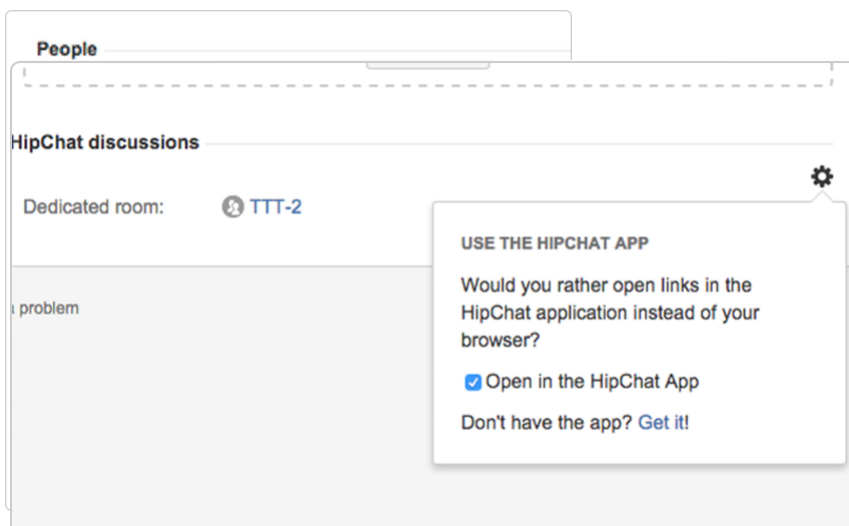 People
HipChat discussions
Dedicated room: TTT-2
USE THE HIPCHAT APP
Would you rather open links in the
HipChat application instead of your
browser?
Open in the HipChat App
Don't have the app? Get it!
problem